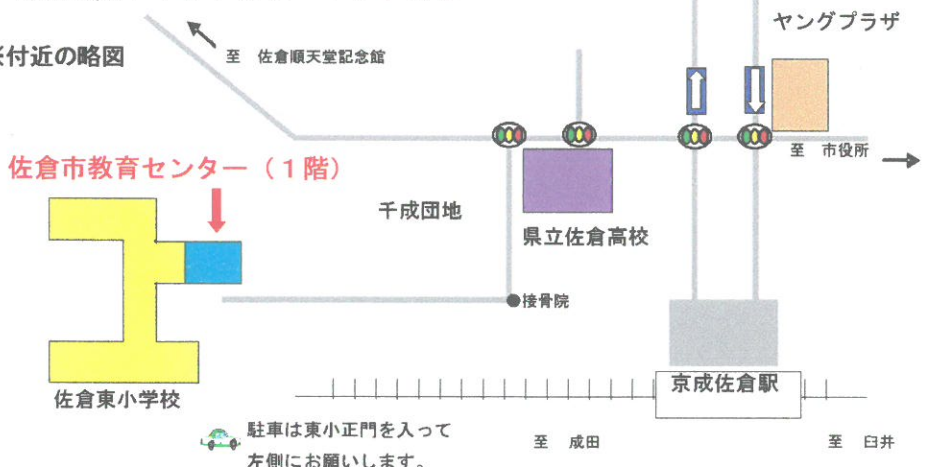 ヤングプラザ
付近の略図
至 佐倉順天堂記念館
至 市役所
佐倉市教育センター(1階)
千成団地
県立佐倉高校
接骨院
京成佐倉駅
佐倉東小学校
駐車は東小正門を入って
左側にお願いします。
至 成田
至 臼井